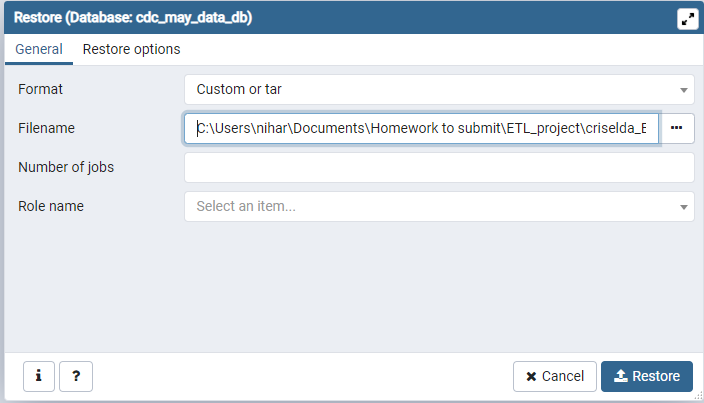 Restore (Database: cdc_may_data_db)
General Restore options
Format Custom or tar
Filename C:\Users\nihar\Documents\Homework to submit\ETL_project\criselda_E
Number of jobs
Role name Select an item...
i ? Cancel Restore